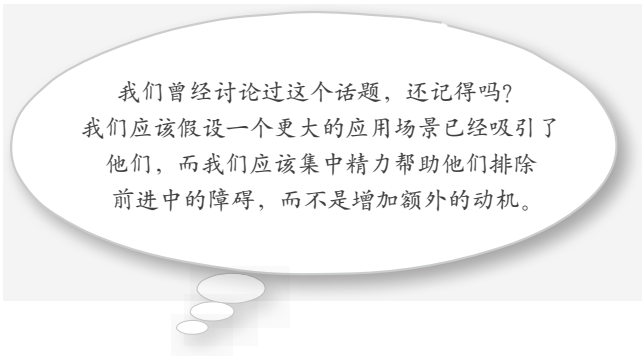 我们曾经讨论过这个话题，还记得吗？
我们应该假设一个更大的应用场景已经吸引了
他们，而我们应该集中精力帮助他们排除
前进中的障碍，而不是增加额外的动机。